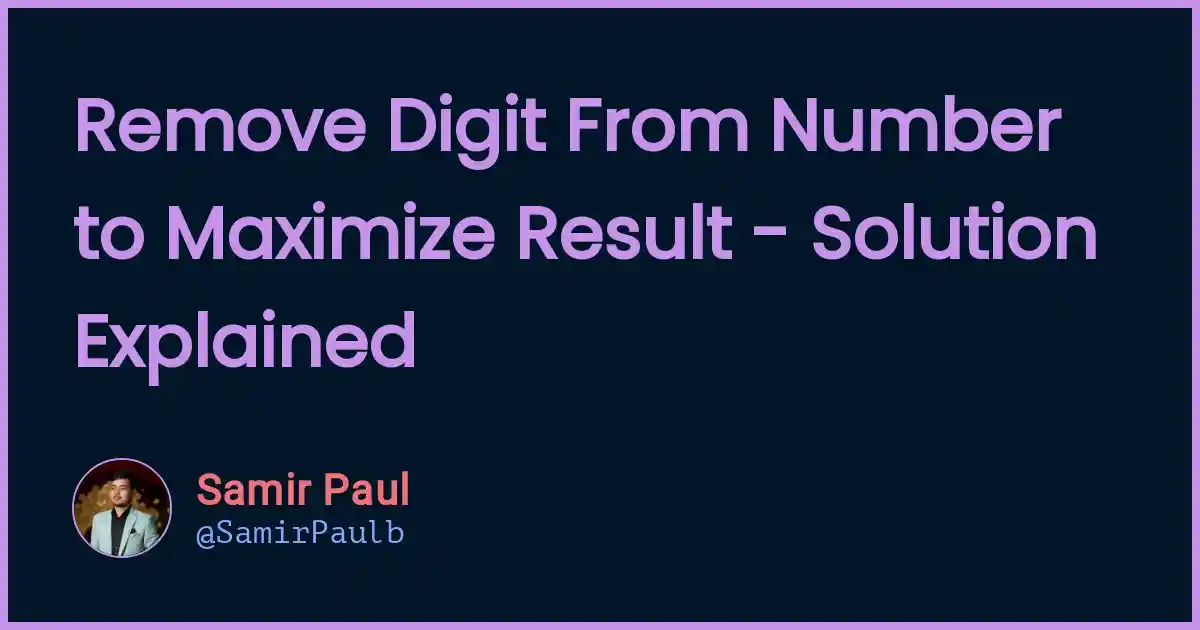 Remove Digit From Number
to Maximize Result - Solution
Explained
Samir Paul
@SamirPaulb